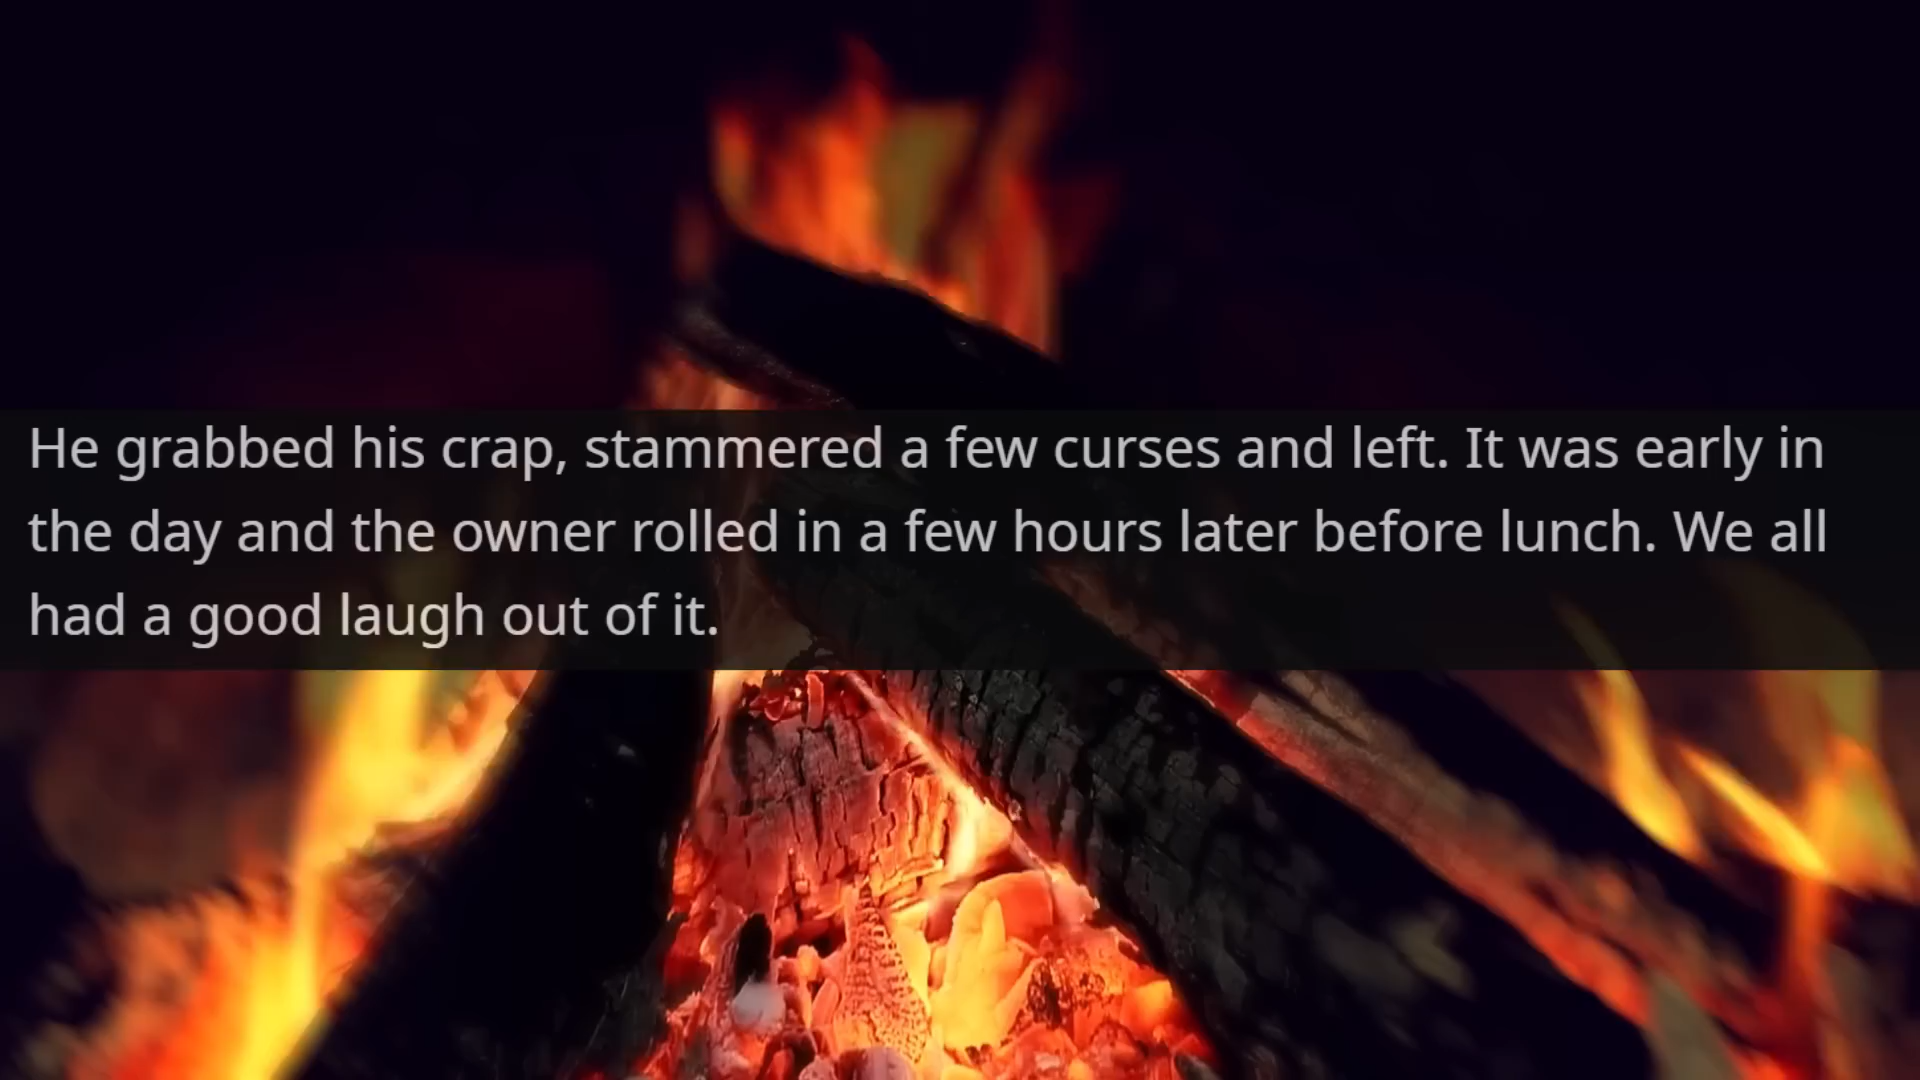 He grabbed his crap, stammered a few curses and left. It was early in
the day and the owner rolled in a few hours later before lunch. We all
had a good laugh out of it.